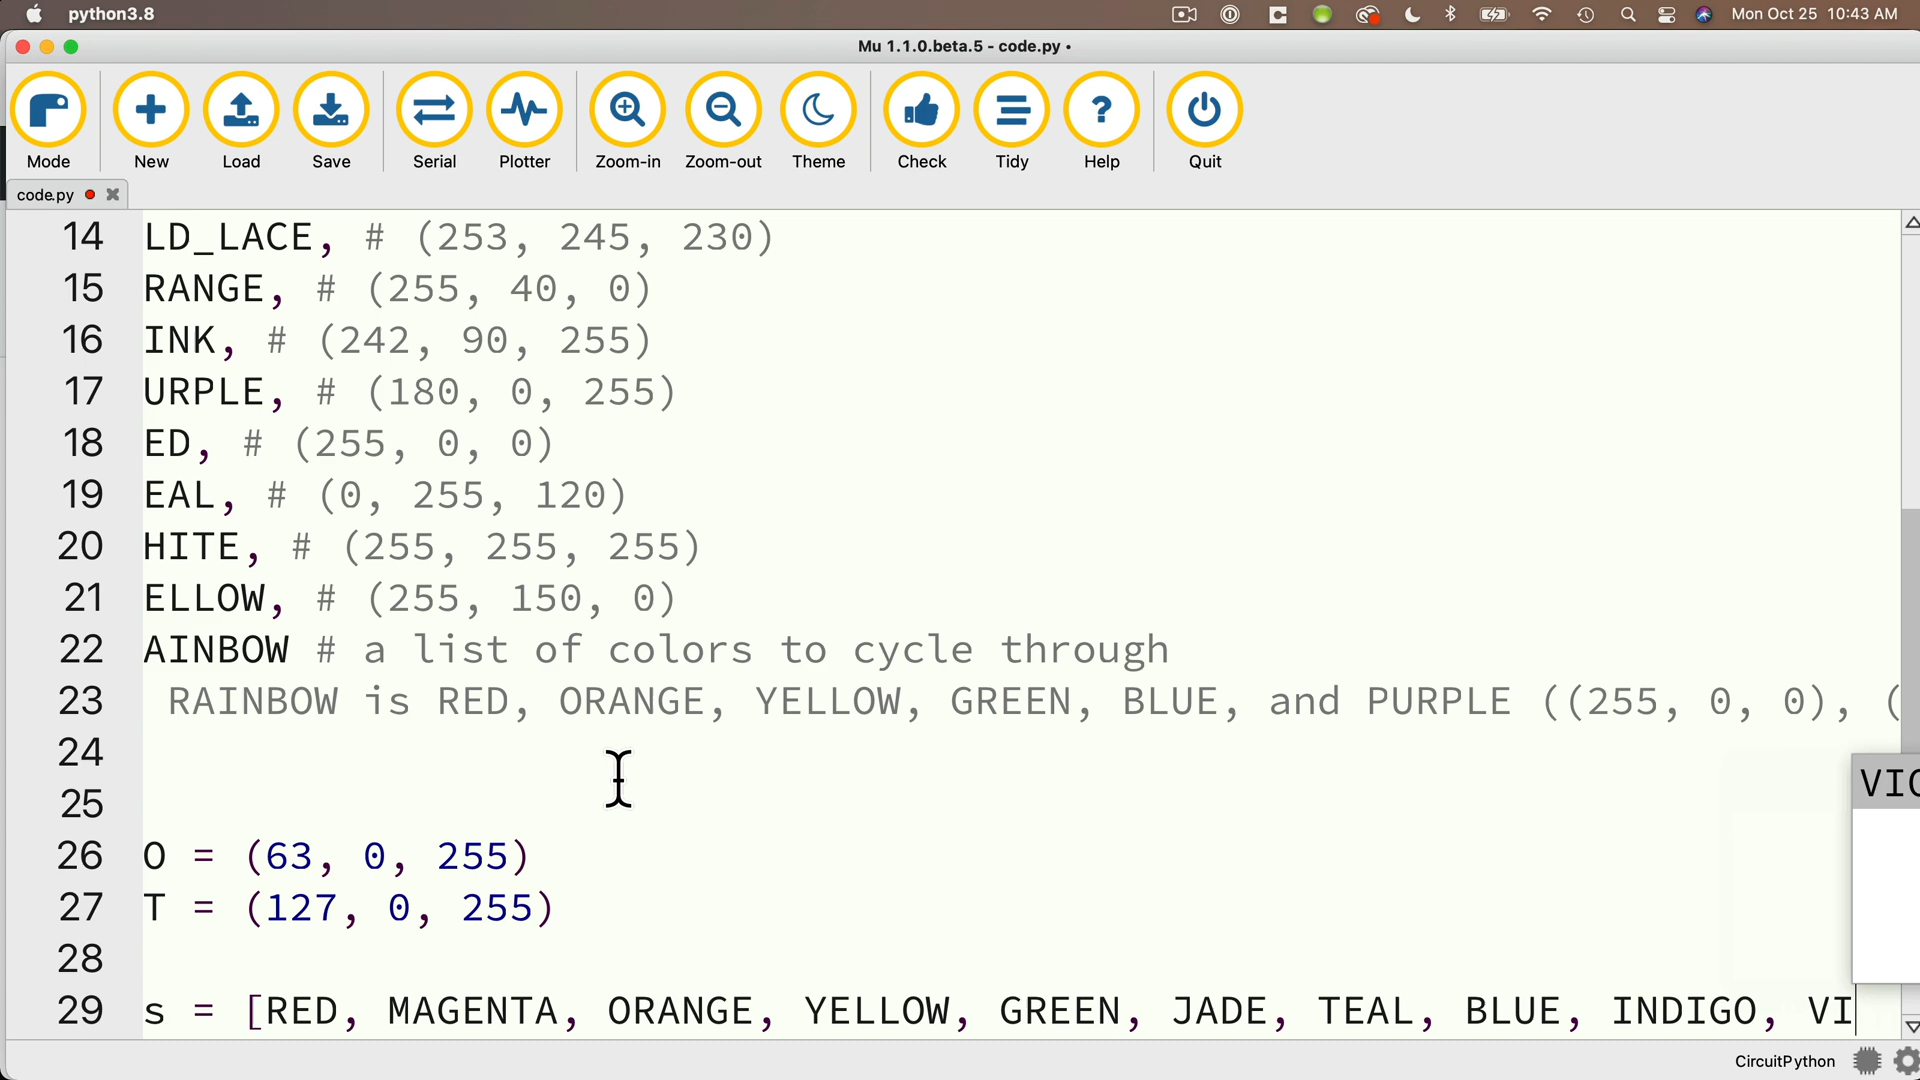 python3.8
Mon Oct 25 10:43 AM
Mu 1.1.0.beta.5 - code.py •
Mode
New
Load
Save
Serial
Plotter
Zoom-in
Zoom-out
Theme
Check
Tidy
Help
Quit
code.py
14 LD_LACE, # (253, 245, 230)
15 RANGE, # (255, 40, 0)
16 INK, # (242, 90, 255)
17 URPLE, # (180, 0, 255)
18 ED, # (255, 0, 0)
19 EAL, # (0, 255, 120)
20 HITE, # (255, 255, 255)
21 ELLOW, # (255, 150, 0)
22 AINBOW # a list of colors to cycle through
23 RAINBOW is RED, ORANGE, YELLOW, GREEN, BLUE, and PURPLE ((255, 0, 0), (
24
25
26 O = (63, 0, 255)
27 T = (127, 0, 255)
28
29 s = [RED, MAGENTA, ORANGE, YELLOW, GREEN, JADE, TEAL, BLUE, INDIGO, VI
VIO
CircuitPython